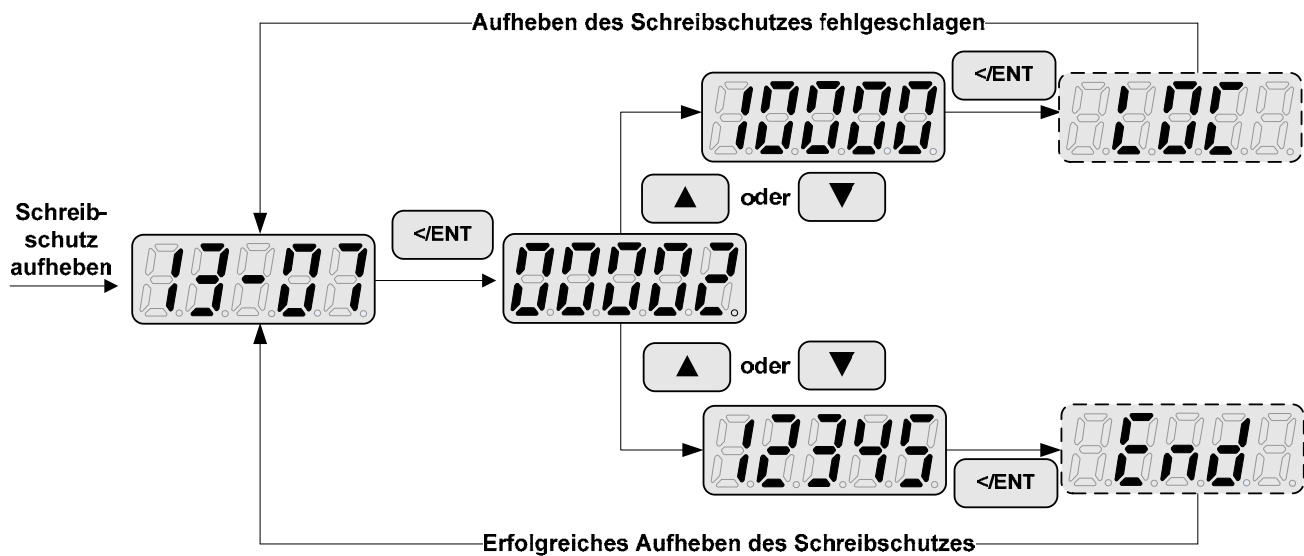 Aufheben des Schreibschutzes fehlgeschlagen
</ENT
10000
LOC
▲ oder ▼
Schreib-
schutz
aufheben
</ENT
13-07
00002
▲ oder ▼
12345
</ENT
End
Erfolgreiches Aufheben des Schreibschutzes